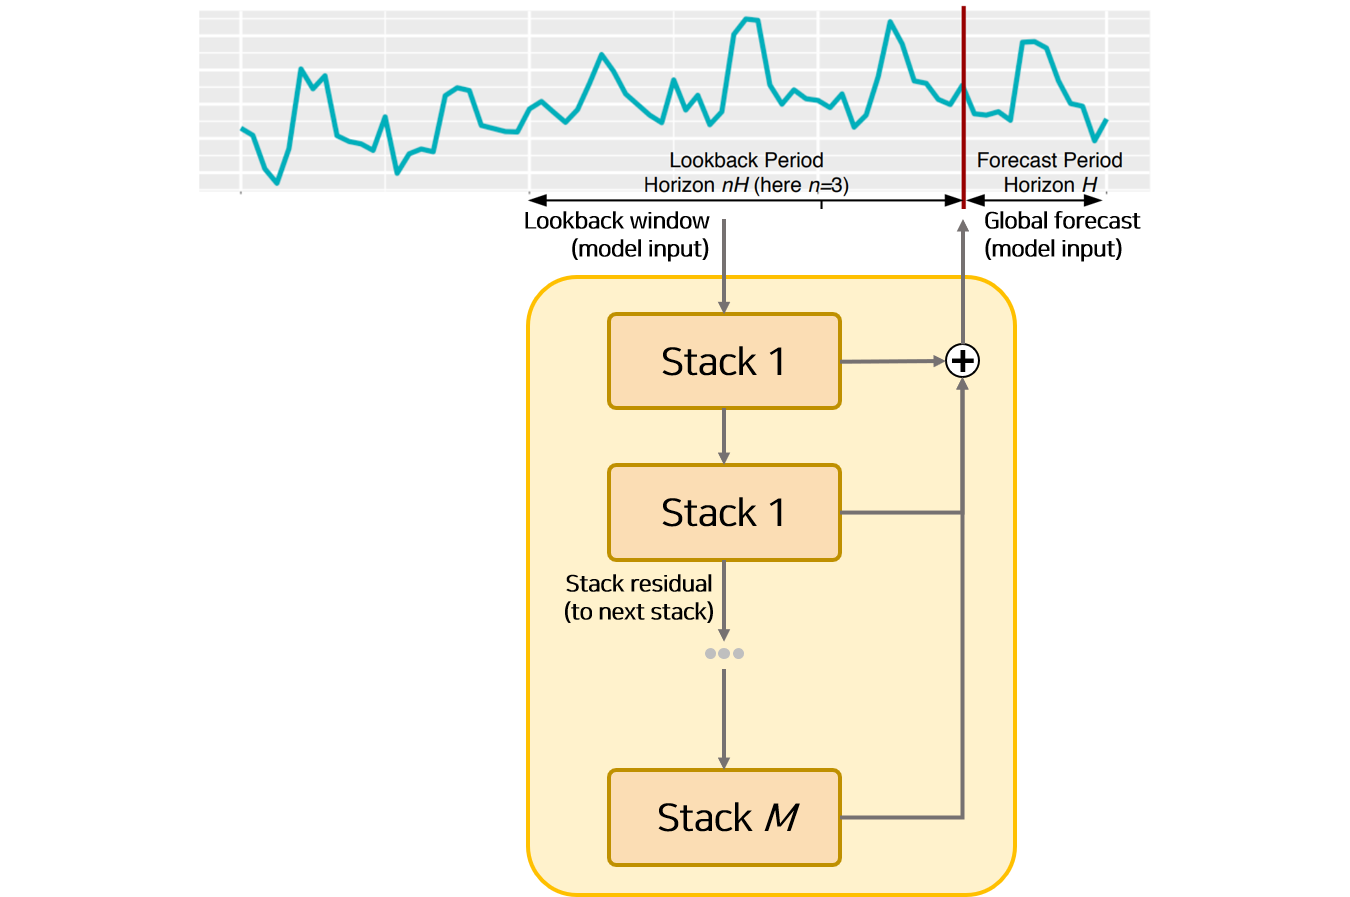 Lookback Period
Horizon nH (here n=3)
Forecast Period
Horizon H
Lookback window
(model input)
Global forecast
(model input)
Stack 1
Stack 1
Stack residual
(to next stack)
Stack M